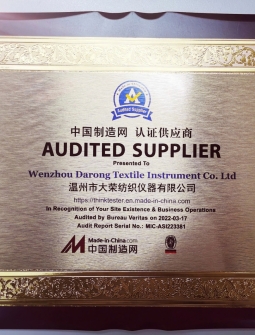 Audited Supplier
中国制造网 认证供应商
AUDITED SUPPLIER
Presented To
Wenzhou Darong Textile Instrument Co. Ltd
温州市大荣纺织仪器有限公司
https://thinktester.en.made-in-china.com
In Recognition of Your Site Existence & Business Operations
Audited by Bureau Veritas on 2022-03-17
Audit Report Serial No.: MIC-ASI223381
Made-in-China.com
中国制造网